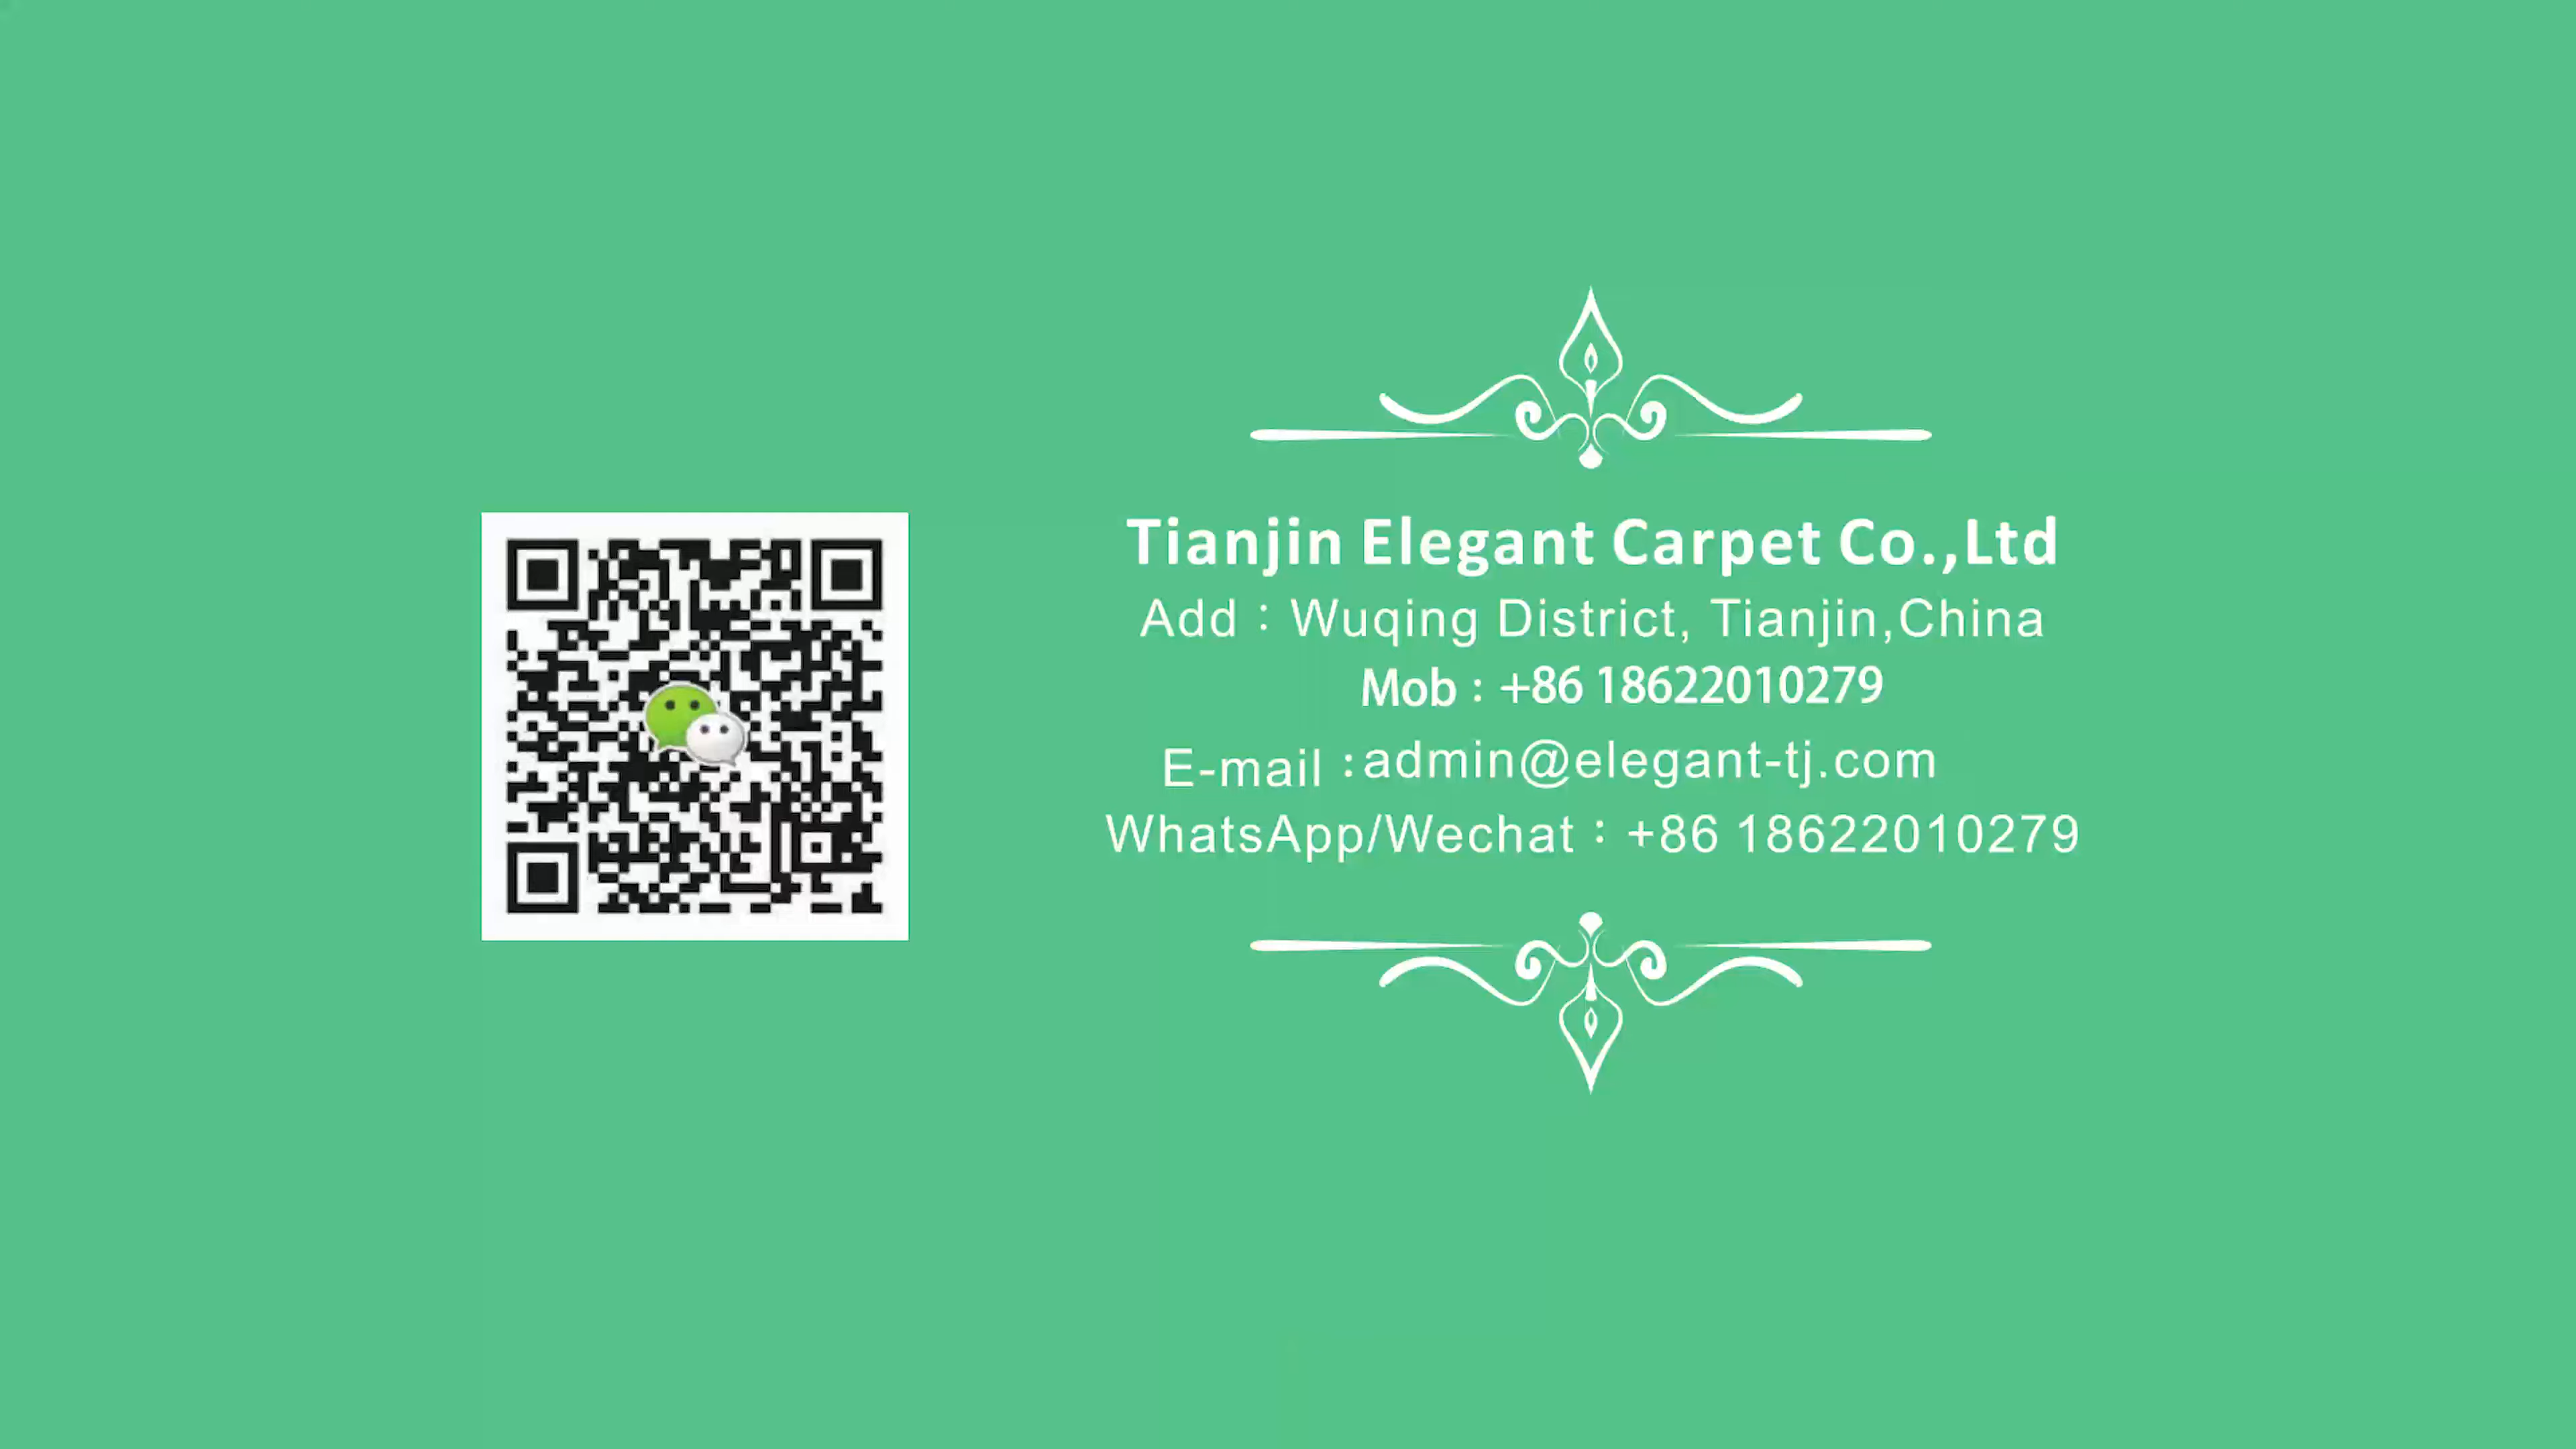 Tianjin Elegant Carpet Co.,Ltd
Add：Wuqing District, Tianjin,China
Mob：+86 18622010279
E-mail :admin@elegant-tj.com
WhatsApp/Wechat：+86 18622010279